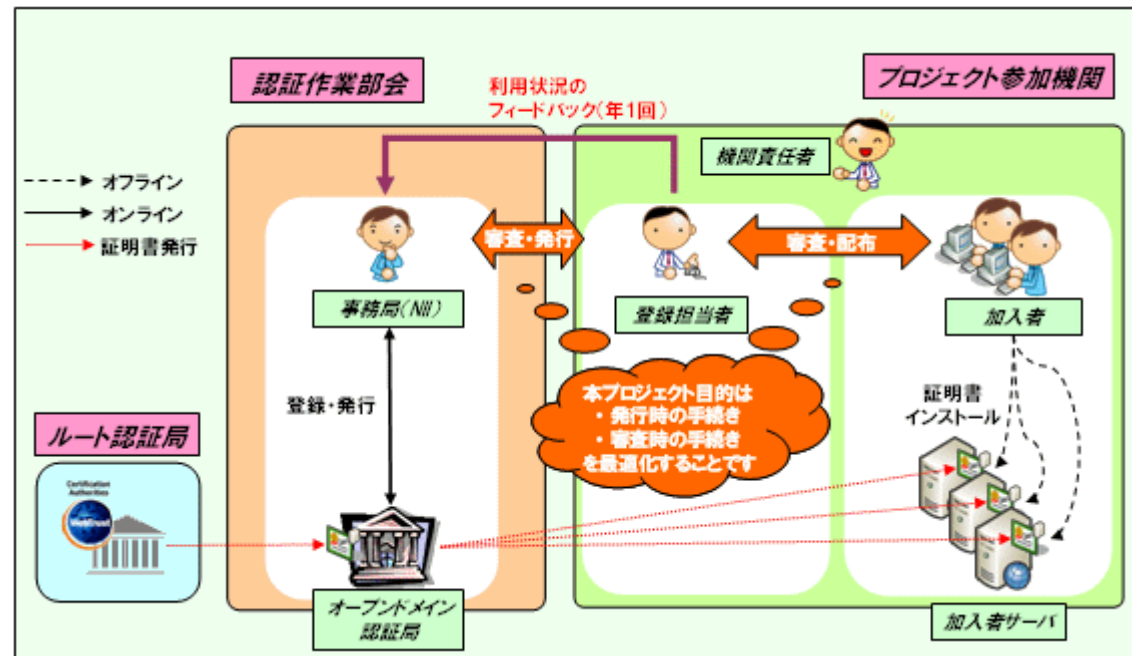 認証作業部会
利用状況の
フィードバック(年1回)
プロジェクト参加機関
機関責任者
オフライン
オンライン
証明書発行
審査・発行
審査・配布
事務局(NII)
登録担当者
加入者
登録・発行
本プロジェクト目的は
・ 発行時の手続き
・ 審査時の手続き
を最適化することです
証明書
インストール
ルート認証局
Certification
Authorities
WebTrust
オープンドメイン
認証局
加入者サーバ